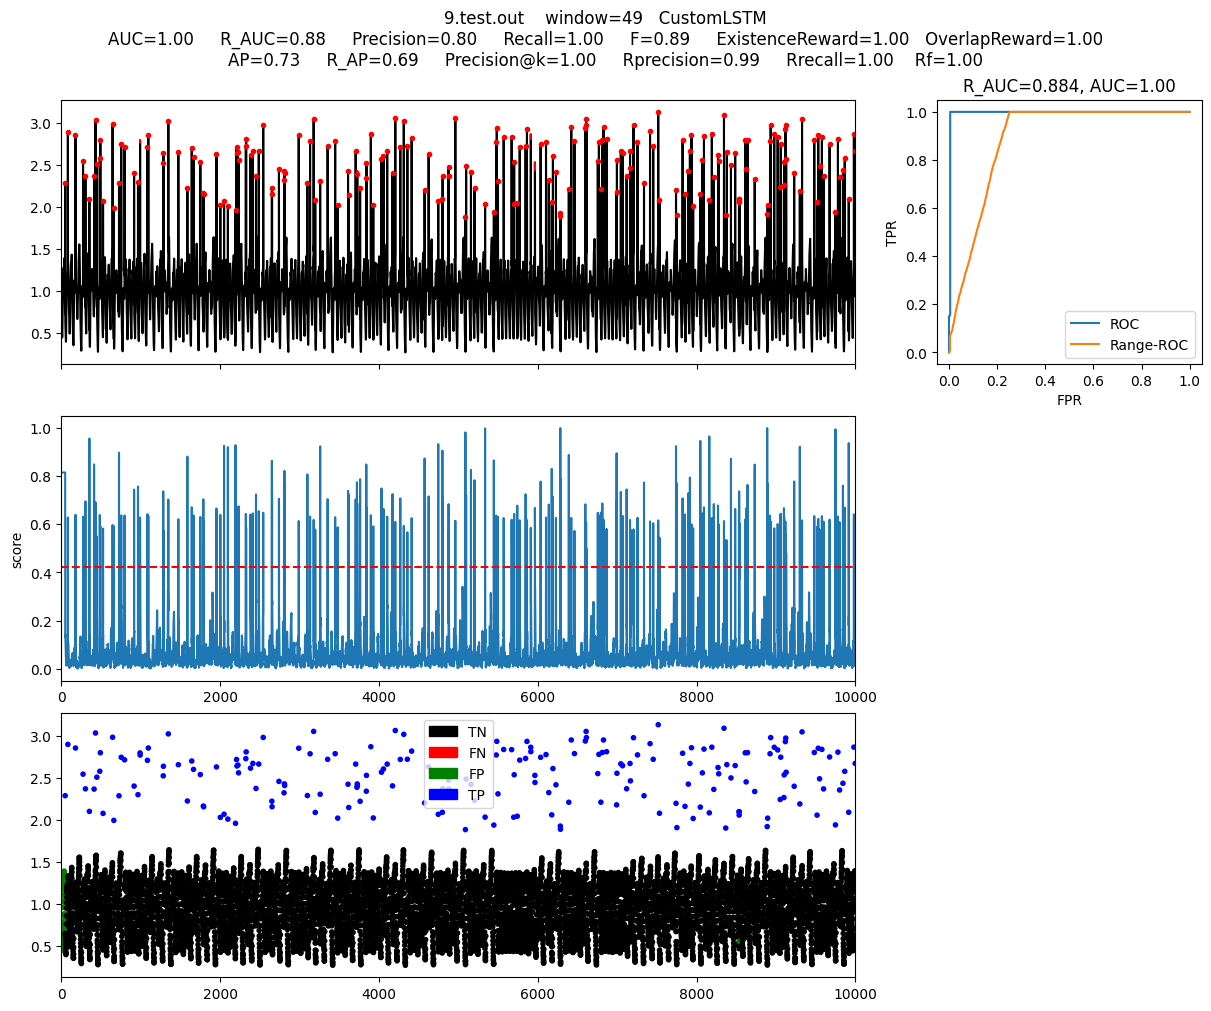 9.test.out window=49 CustomLSTM
AUC=1.00 R_AUC=0.88 Precision=0.80 Recall=1.00 F=0.89 ExistenceReward=1.00 OverlapReward=1.00
AP=0.73 R_AP=0.69 Precision@k=1.00 Rprecision=0.99 Rrecall=1.00 Rf=1.00
R_AUC=0.884, AUC=1.00
3.0
2.5
2.0
1.5
1.0
0.5
1.0
0.8
0.6
0.4
0.2
0.0
TPR
ROC
Range-ROC
0.0 0.2 0.4 0.6 0.8 1.0
FPR
1.0
0.8
0.6
0.4
0.2
0.0
score
0 2000 4000 6000 8000 10000
3.0
2.5
2.0
1.5
1.0
0.5
TN
FN
FP
TP
0 2000 4000 6000 8000 10000